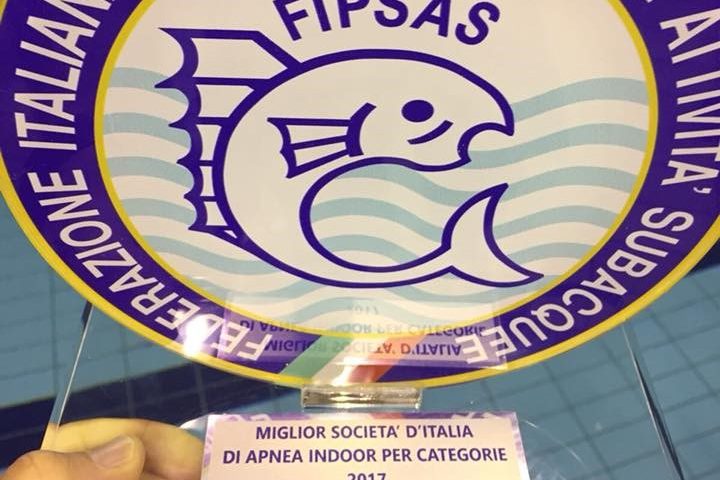 FIPSAS
FEDERAZIONE ITALIANA
ATTIVITA' SUBACQUEE
MIGLIOR SOCIETA' D'ITALIA
DI APNEA INDOOR PER CATEGORIE
2017